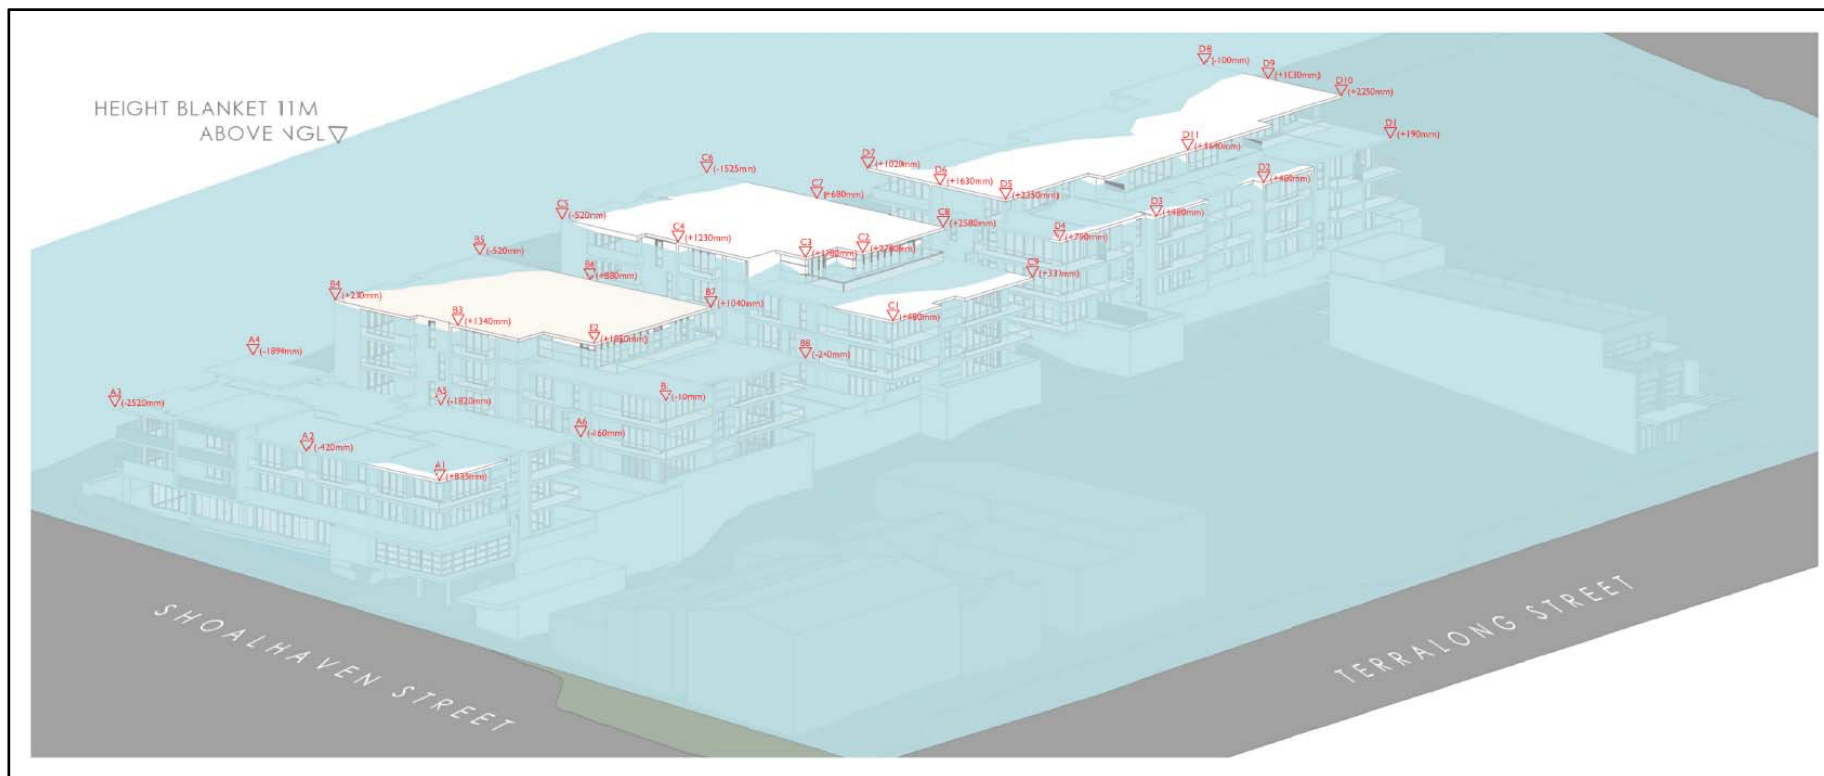 HEIGHT BLANKET 11M
ABOVE NGL
D8
(-100mm)
D9
(+1030mm)
D10
(+2250mm)
D1
(+190mm)
D11
D2
(+480mm)
D3
(+480mm)
D4
(+790mm)
D7
(+1020mm)
D6
(+1630mm)
D5
(+2350mm)
C6
(-1525mm)
C7
(+680mm)
C8
(+2580mm)
C5
(-520mm)
C4
(+1230mm)
C3
C2
C9
C1
(+480mm)
B5
(-520mm)
B6
(+880mm)
B7
(+1040mm)
B4
(+230mm)
B3
(+1340mm)
B8
(-240mm)
(-10mm)
A4
(-1894mm)
A3
(-2520mm)
A5
(-1820mm)
A6
(-160mm)
A2
(-420mm)
A1
(+835mm)
SHOALHAVEN STREET
TERRALONG STREET